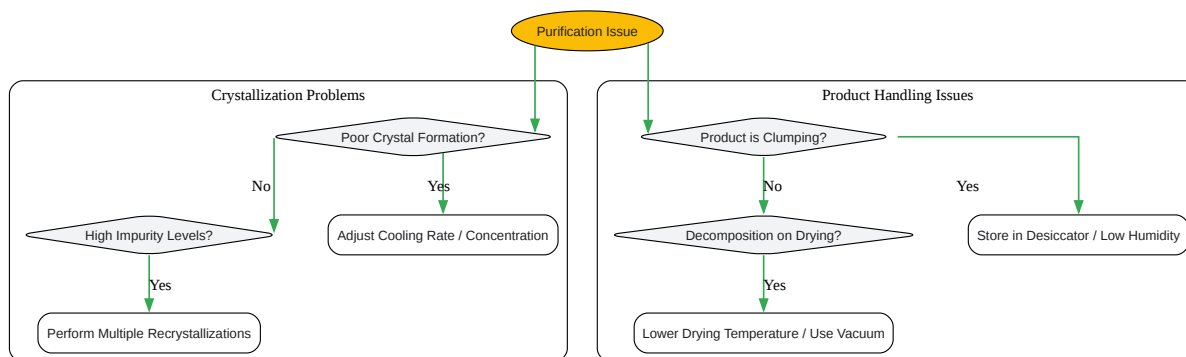 Purification Issue
Crystallization Problems
Product Handling Issues
Poor Crystal Formation?
Product is Clumping?
No
Yes
No
Yes
High Impurity Levels?
Adjust Cooling Rate / Concentration
Decomposition on Drying?
Store in Desiccator / Low Humidity
Yes
Yes
Perform Multiple Recrystallizations
Lower Drying Temperature / Use Vacuum